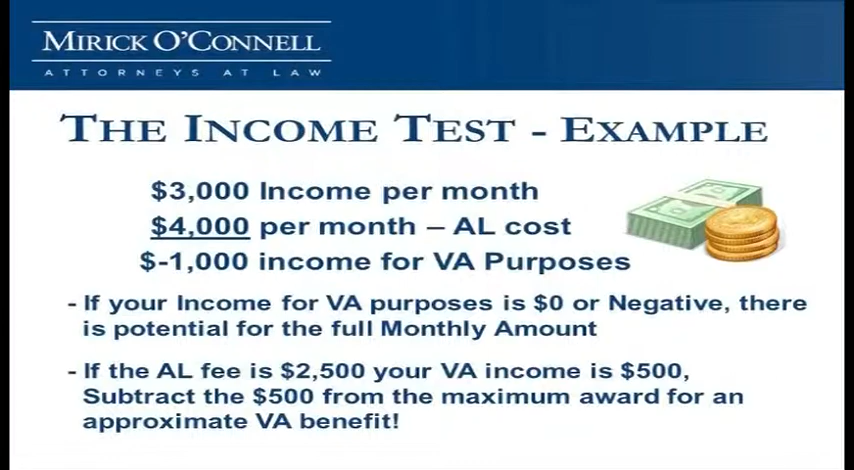 MIRICK O'CONNELL
ATTORNEYS AT LAW
THE INCOME TEST - EXAMPLE
$3,000 Income per month
$4,000 per month – AL cost
$-1,000 income for VA Purposes
- If your Income for VA purposes is $0 or Negative, there
is potential for the full Monthly Amount
- If the AL fee is $2,500 your VA income is $500,
Subtract the $500 from the maximum award for an
approximate VA benefit!